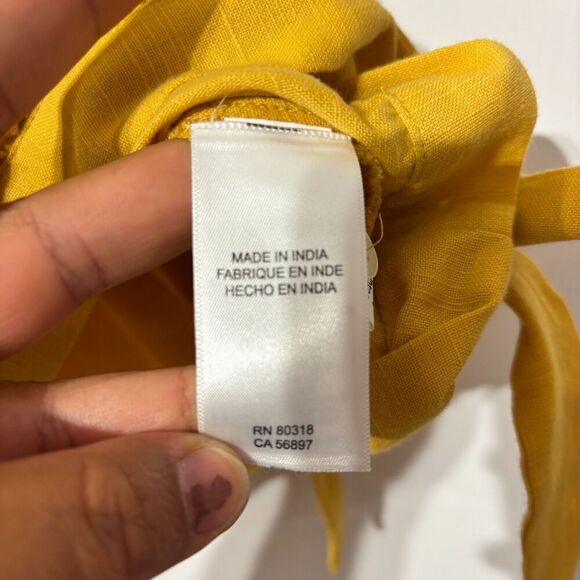 MADE IN INDIA
FABRIQUE EN INDE
HECHO EN INDIA
RN 80318
CA 56897